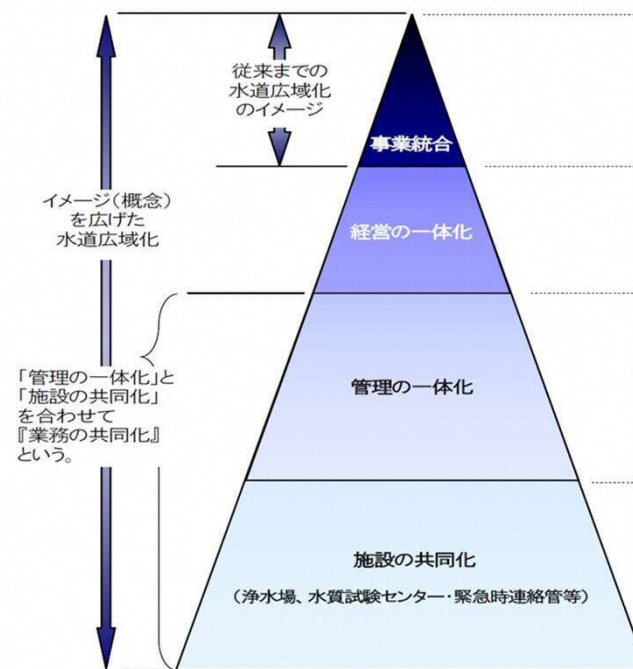 従来までの
水道広域化
のイメージ
事業統合
イメージ(概念)
を広げた
水道広域化
経営の一体化
「管理の一体化」と
「施設の共同化」
を合わせて
『業務の共同化』
という。
管理の一体化
施設の共同化
(浄水場、水質試験センター・緊急時連絡管等)